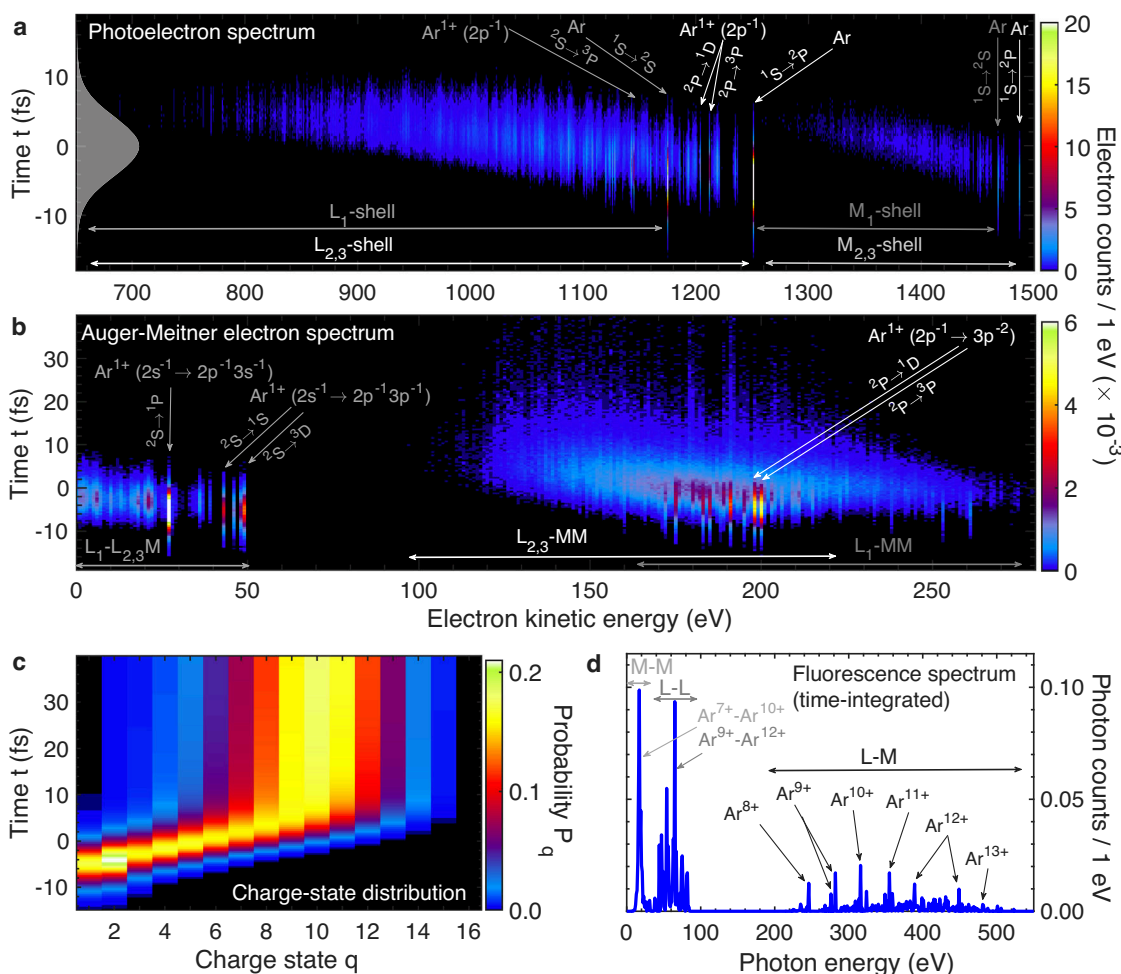 a
Photoelectron spectrum
Ar¹⁺ (2p⁻¹)
²S→³P
Ar
¹S→²S
Ar¹⁺ (2p⁻¹)
²P→¹D
²P→³P
Ar
¹S→²P
Ar
¹S→²S
Ar
¹S→²P
L₁-shell
L₂,₃-shell
M₁-shell
M₂,₃-shell
Time t (fs)
10
0
-10
700 800 900 1000 1100 1200 1300 1400 1500
20
15
10
5
0
Electron counts / 1 eV (× 10⁻³)
b
Auger-Meitner electron spectrum
Ar¹⁺ (2s⁻¹→ 2p⁻¹3s⁻¹)
²S→¹P
Ar¹⁺ (2s⁻¹→ 2p⁻¹3p⁻¹)
²S→¹S
²S→³D
Ar¹⁺ (2p⁻¹ → 3p⁻²)
²P→¹D
²P→³P
L₁-L₂,₃M
L₂,₃-MM
L₁-MM
Time t (fs)
30
20
10
0
-10
0 50 100 150 200 250
Electron kinetic energy (eV)
6
4
2
0
c
Time t (fs)
30
20
10
0
-10
Charge-state distribution
2 4 6 8 10 12 14 16
Charge state q
0.2
0.1
0.0
Probability P_q
d
Fluorescence spectrum
(time-integrated)
M-M
L-L
Ar⁷⁺-Ar¹⁰⁺
Ar⁹⁺-Ar¹²⁺
L-M
Ar⁸⁺
Ar⁹⁺
Ar¹⁰⁺
Ar¹¹⁺
Ar¹²⁺
Ar¹³⁺
0.10
0.05
0.00
Photon counts / 1 eV
0 100 200 300 400 500
Photon energy (eV)